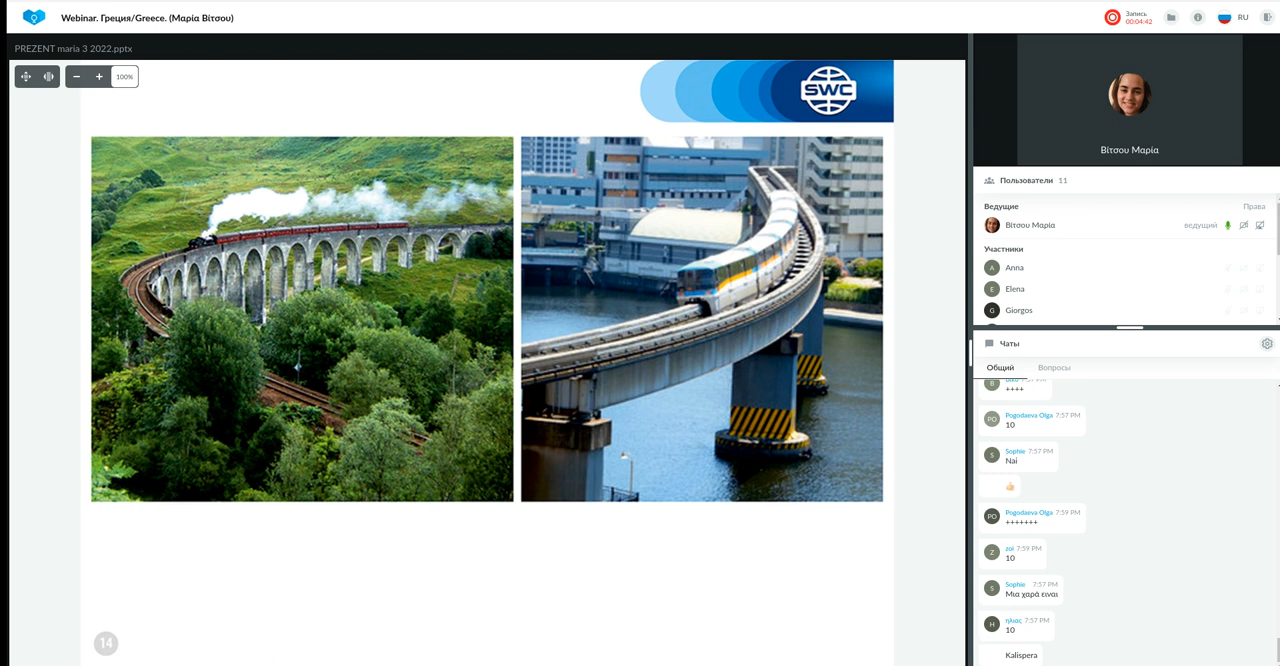 Webinar. Греция/Greece. (Μαρία Βίτσου)
Запись
00:04:42
RU
PREZENT maria 3 2022.pptx
100%
SWC
14
Βίτσου Μαρία
Пользователи 11
Ведущие Права
Βίτσου Μαρία ведущий
Участники
A Anna
E Elena
G Giorgos
Чаты
Общий Вопросы
++++
PO Pogodaeva Olga 7:57 PM
10
S Sophie 7:57 PM
Nai
PO Pogodaeva Olga 7:59 PM
+++++++
Z zoi 7:59 PM
10
S Sophie 7:57 PM
Μια χαρά ειναι
H ηλιας 7:57 PM
10
Kalispera